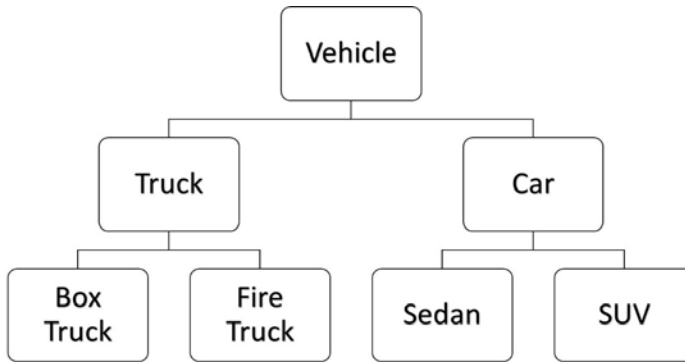 Vehicle
Truck
Car
Box
Truck
Fire
Truck
Sedan
SUV